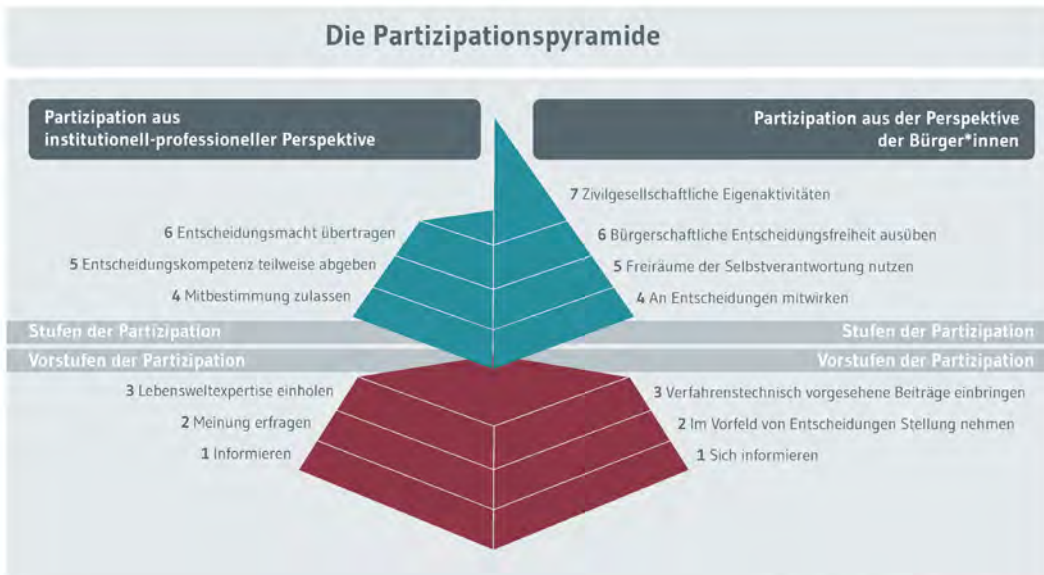 Die Partizipationspyramide
Partizipation aus
institutionell-professioneller Perspektive
Partizipation aus der Perspektive
der Bürger*innen
7 Zivilgesellschaftliche Eigenaktivitäten
6 Entscheidungsmacht übertragen
6 Bürgerschaftliche Entscheidungsfreiheit ausüben
5 Entscheidungskompetenz teilweise abgeben
5 Freiräume der Selbstverantwortung nutzen
4 Mitbestimmung zulassen
4 An Entscheidungen mitwirken
Stufen der Partizipation
Stufen der Partizipation
Vorstufen der Partizipation
Vorstufen der Partizipation
3 Lebensweltexpertise einholen
3 Verfahrenstechnisch vorgesehene Beiträge einbringen
2 Meinung erfragen
2 Im Vorfeld von Entscheidungen Stellung nehmen
1 Informieren
1 Sich informieren